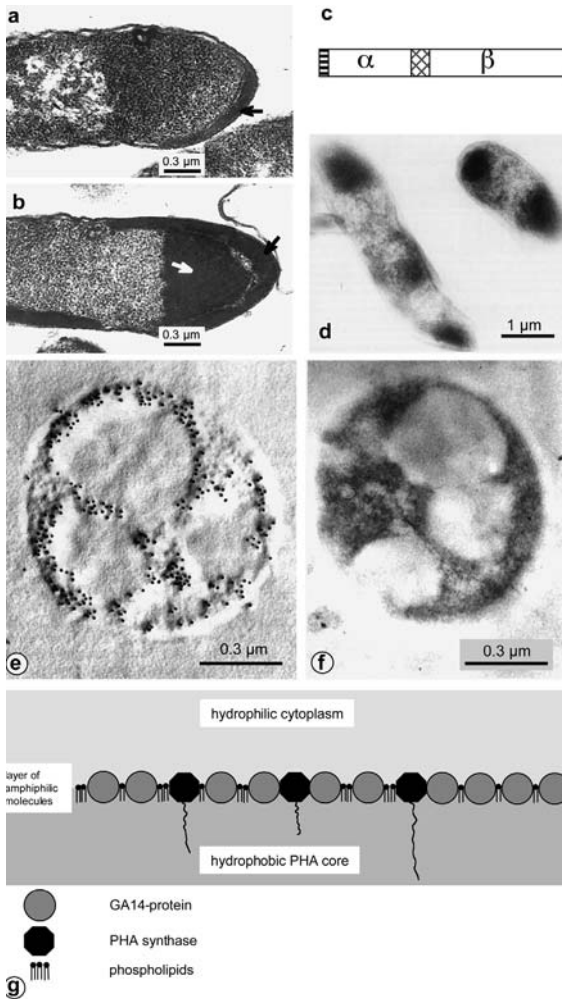 a
0.3 µm
b
0.3 µm
c
α β
d
1 µm
e
0.3 µm
f
0.3 µm
hydrophilic cytoplasm
layer of
amphiphilic
molecules
hydrophobic PHA core
GA14-protein
PHA synthase
phospholipids
g